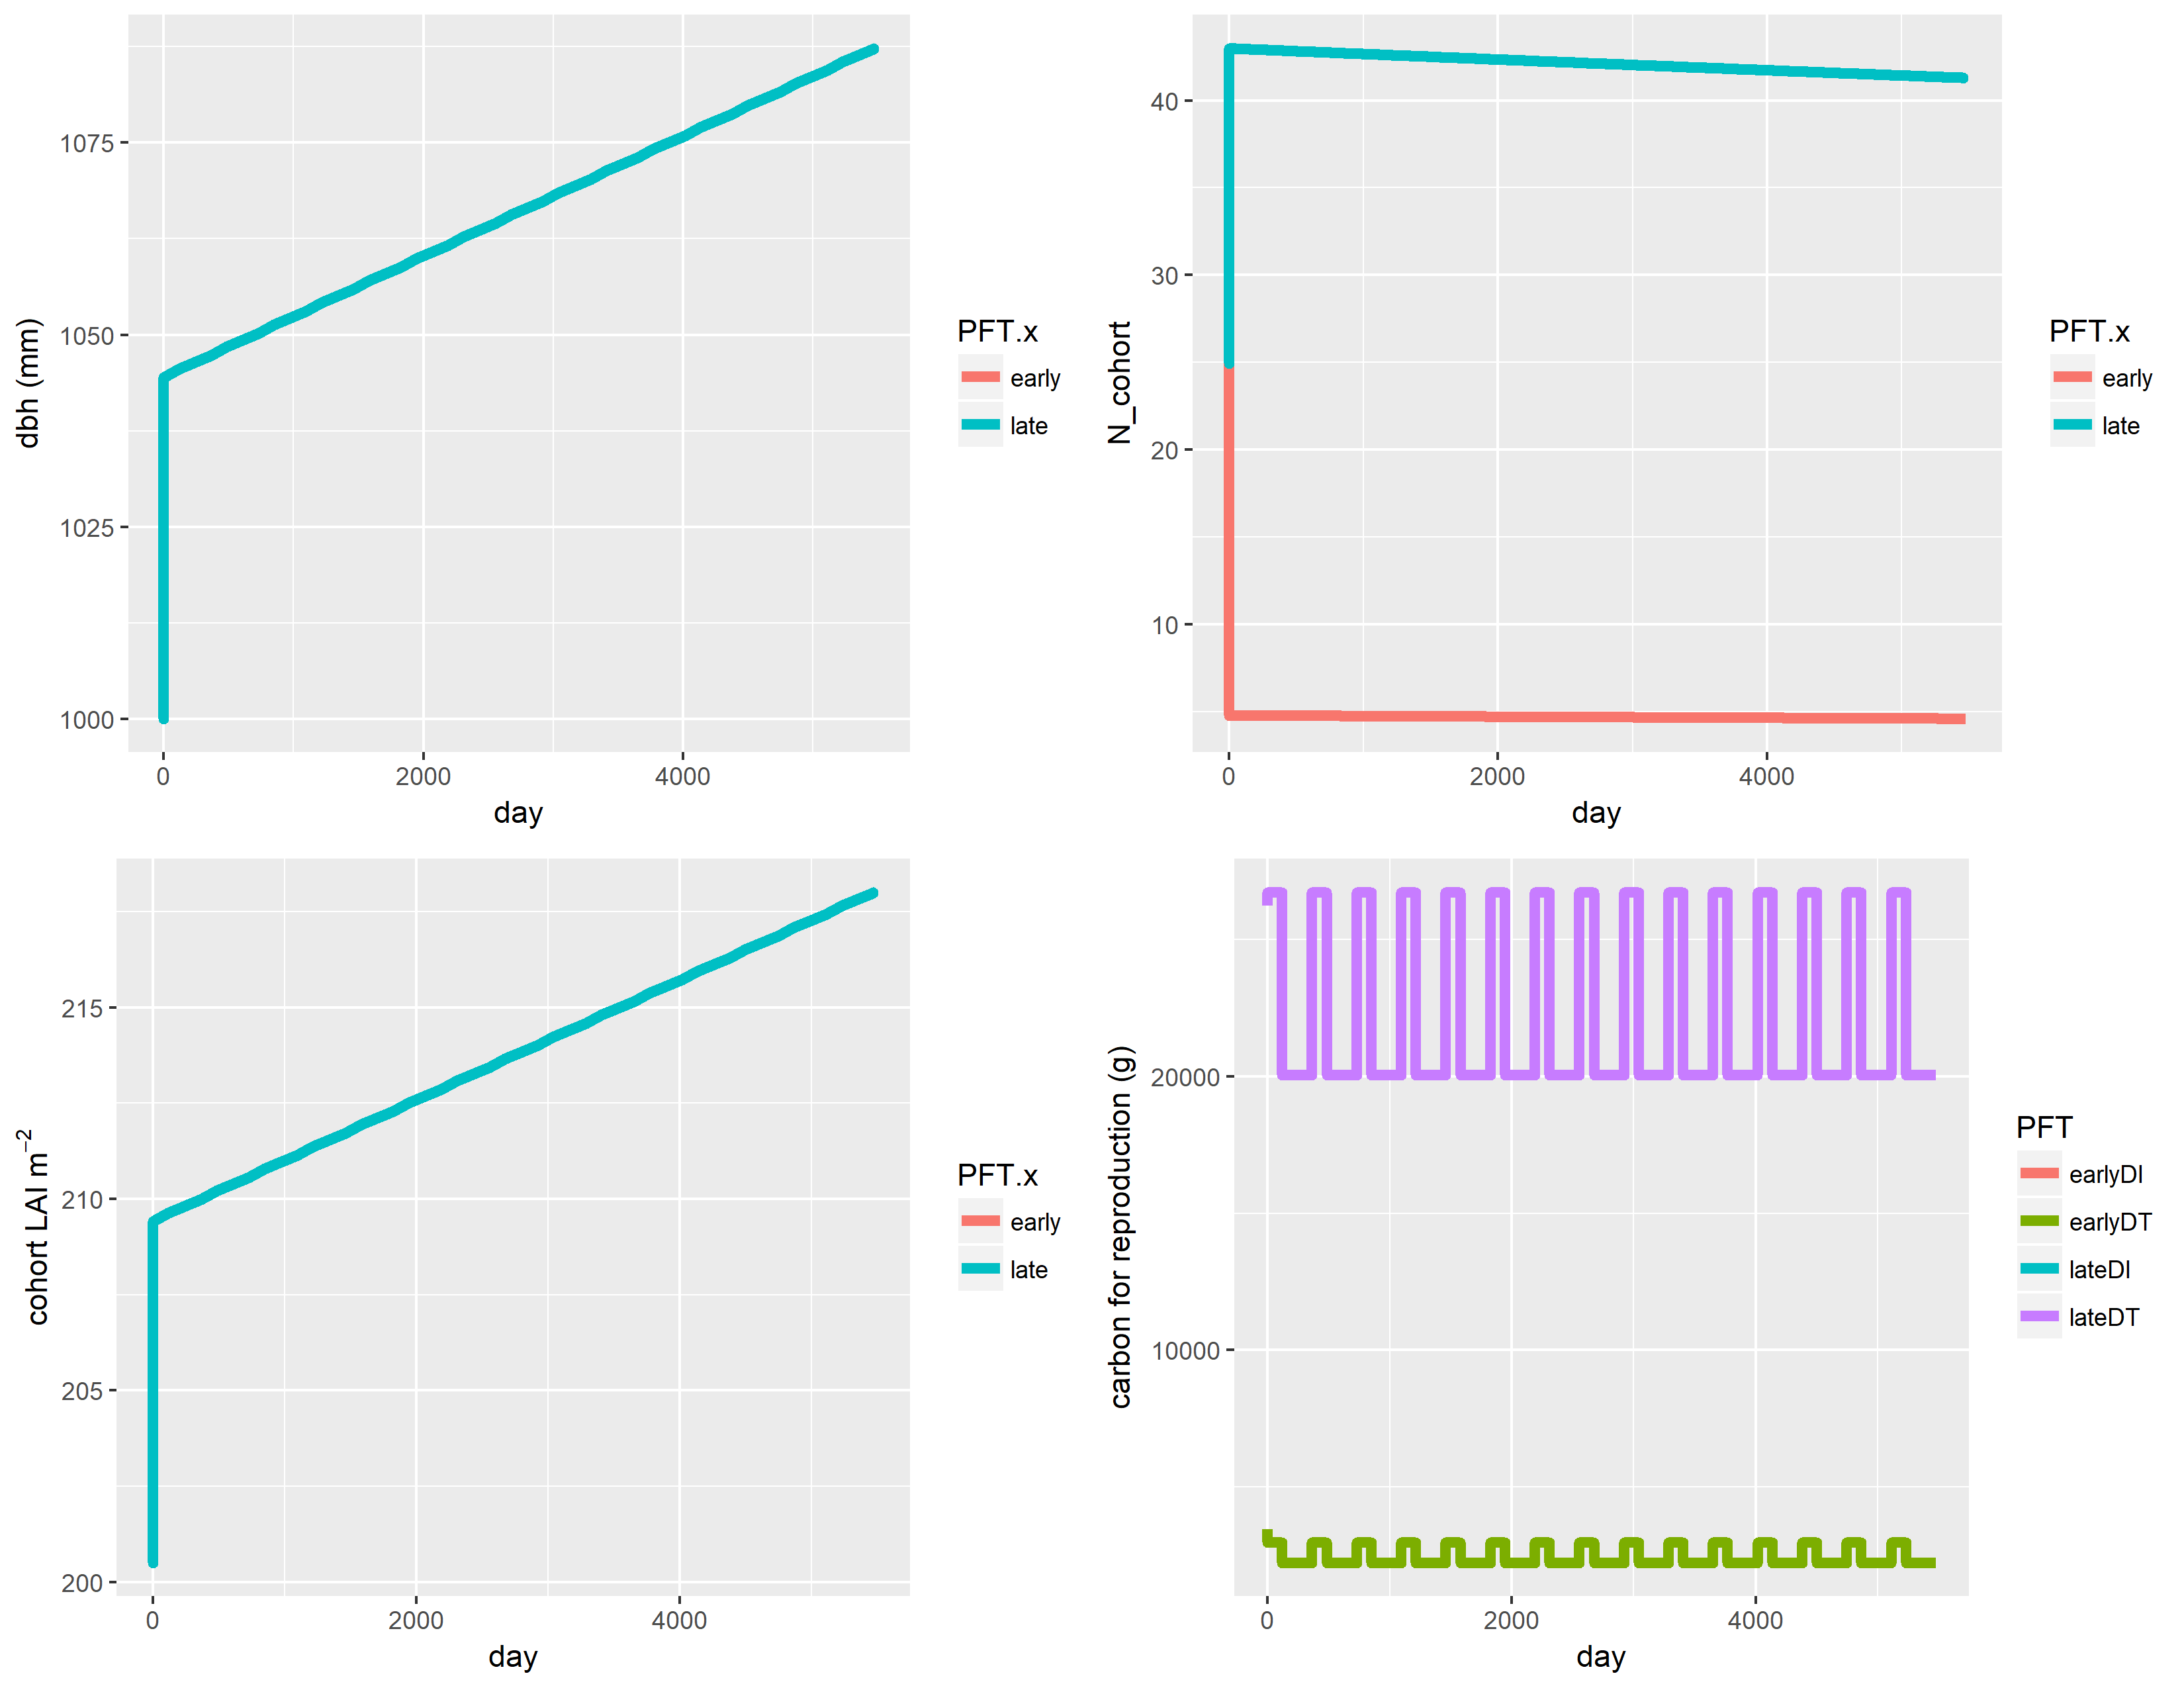 dbh (mm)
1075
1050
1025
1000
0 2000 4000
day
PFT.x
early
late
N_cohort
40
30
20
10
0 2000 4000
day
PFT.x
early
late
cohort LAI m⁻²
215
210
205
200
0 2000 4000
day
PFT.x
early
late
carbon for reproduction (g)
20000
10000
0 2000 4000
day
PFT
earlyDI
earlyDT
lateDI
lateDT